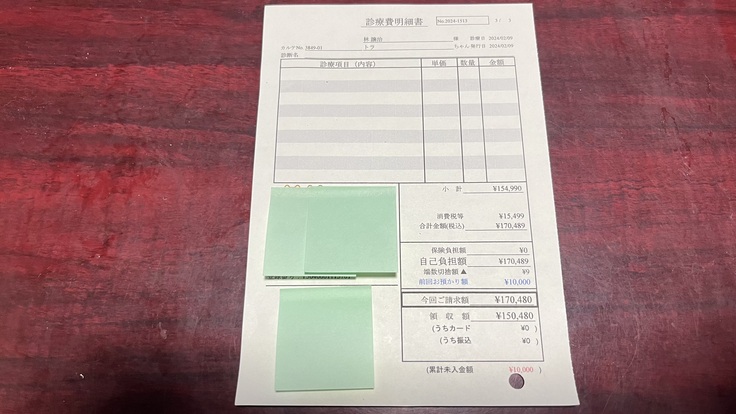 診療費明細書 No.2024-1513 1 / 1
林 様 診療日 2024/02/09
カルテNo 2849-01 トラ ちゃん 発行日 2024/02/09
診断名
診療項目（内容） 単価 数量 金額
小 計 ¥154,990
消費税等 ¥15,499
合計金額(税込) ¥170,489
保険負担額 ¥0
自己負担額 ¥170,489
端数切捨額 ▲ ¥9
前回お預かり額 ¥10,000
今回ご請求額 ¥170,480
領 収 額 ¥150,480
(うちカード ¥0 )
(うち振込 ¥0 )
(累計未入金額 ¥10,000 )